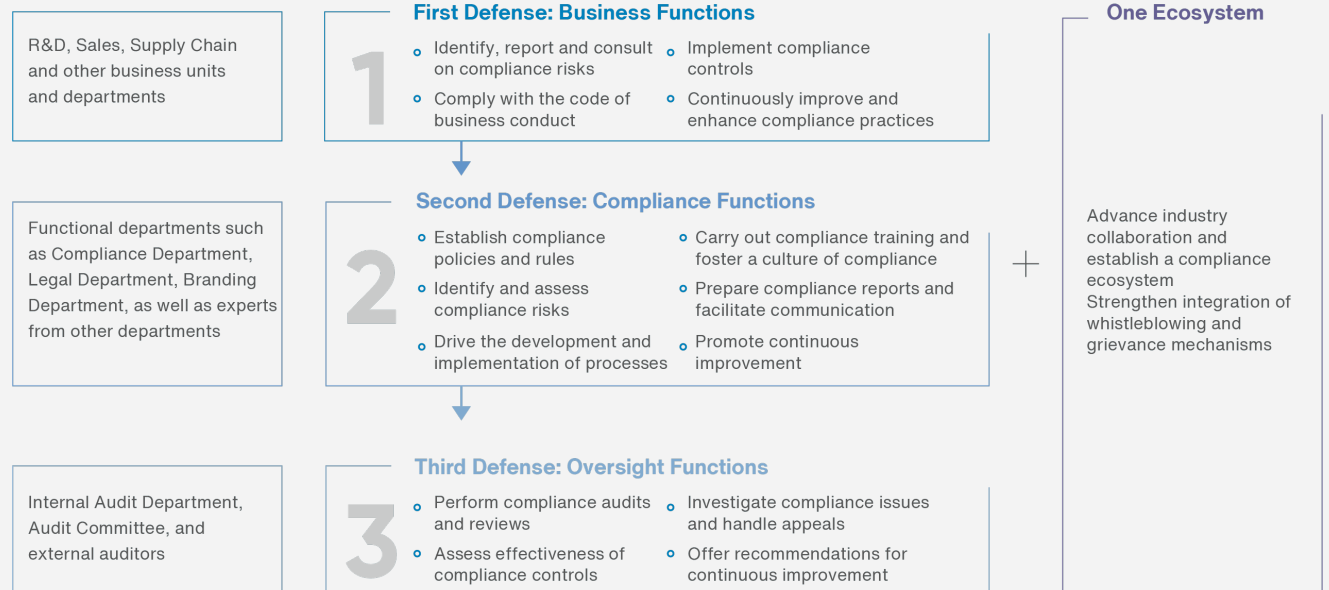 First Defense: Business Functions
R&D, Sales, Supply Chain
and other business units
and departments
1
Identify, report and consult
on compliance risks
Comply with the code of
business conduct
Implement compliance
controls
Continuously improve and
enhance compliance practices
Second Defense: Compliance Functions
Functional departments such
as Compliance Department,
Legal Department, Branding
Department, as well as experts
from other departments
2
Establish compliance
policies and rules
Identify and assess
compliance risks
Drive the development and
implementation of processes
Carry out compliance training and
foster a culture of compliance
Prepare compliance reports and
facilitate communication
Promote continuous
improvement
Third Defense: Oversight Functions
Internal Audit Department,
Audit Committee, and
external auditors
3
Perform compliance audits
and reviews
Assess effectiveness of
compliance controls
Investigate compliance issues
and handle appeals
Offer recommendations for
continuous improvement
+
One Ecosystem
Advance industry
collaboration and
establish a compliance
ecosystem
Strengthen integration of
whistleblowing and
grievance mechanisms